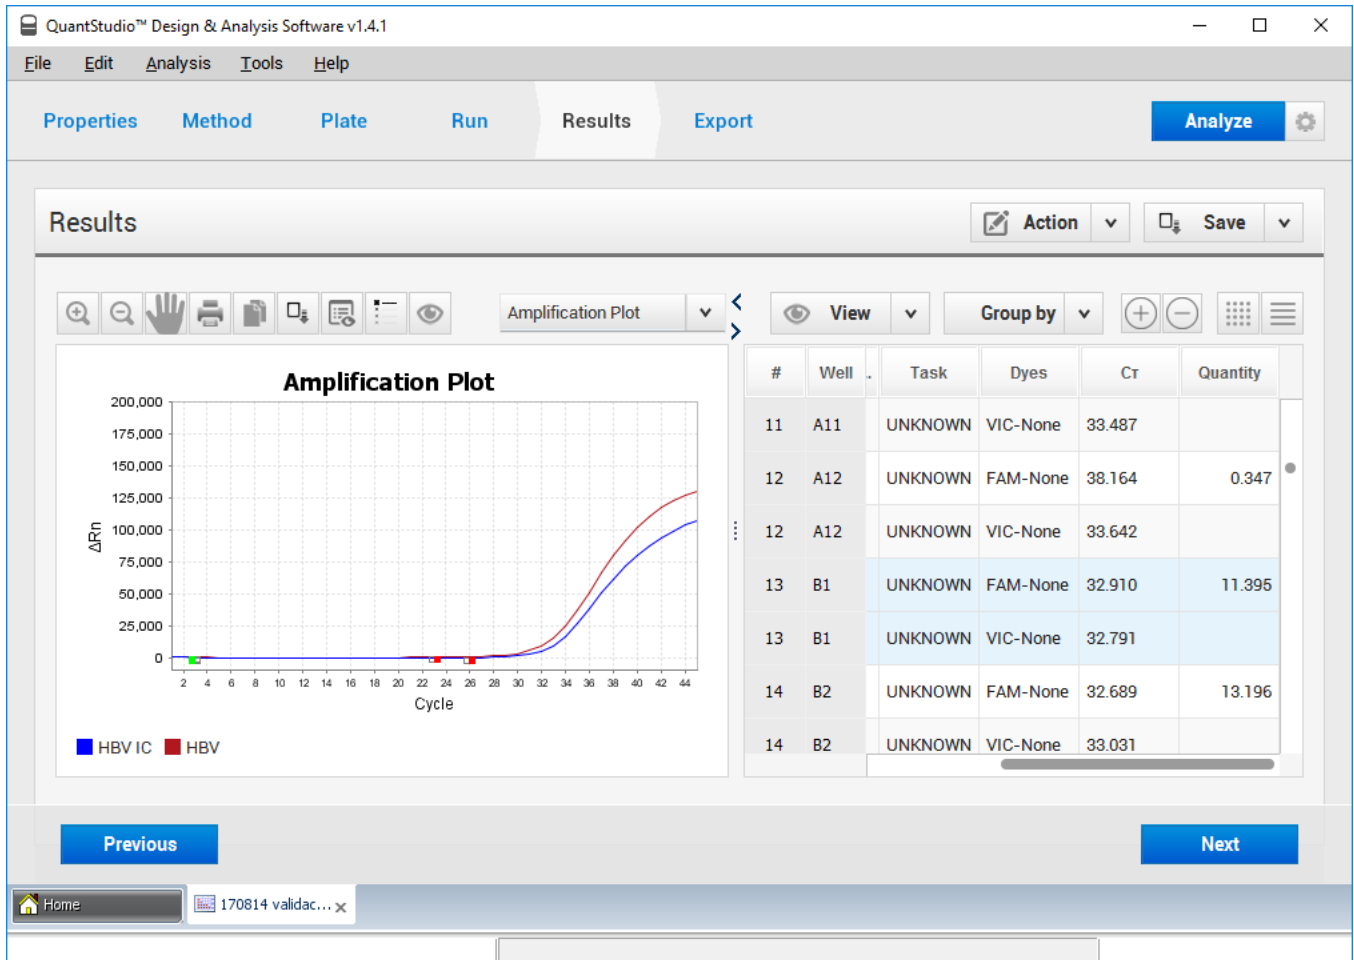 QuantStudio™ Design & Analysis Software v1.4.1
File Edit Analysis Tools Help
Properties Method Plate Run Results Export Analyze
Results Action Save
Amplification Plot View Group by
Amplification Plot
200,000
175,000
150,000
125,000
100,000
75,000
50,000
25,000
0
ΔRn
2 4 6 8 10 12 14 16 18 20 22 24 26 28 30 32 34 36 38 40 42 44
Cycle
HBV IC HBV
# Well .. Task Dyes CT Quantity
11 A11 UNKNOWN VIC-None 33.487
12 A12 UNKNOWN FAM-None 38.164 0.347
12 A12 UNKNOWN VIC-None 33.642
13 B1 UNKNOWN FAM-None 32.910 11.395
13 B1 UNKNOWN VIC-None 32.791
14 B2 UNKNOWN FAM-None 32.689 13.196
14 B2 UNKNOWN VIC-None 33.031
Previous Next
Home 170814 validac...